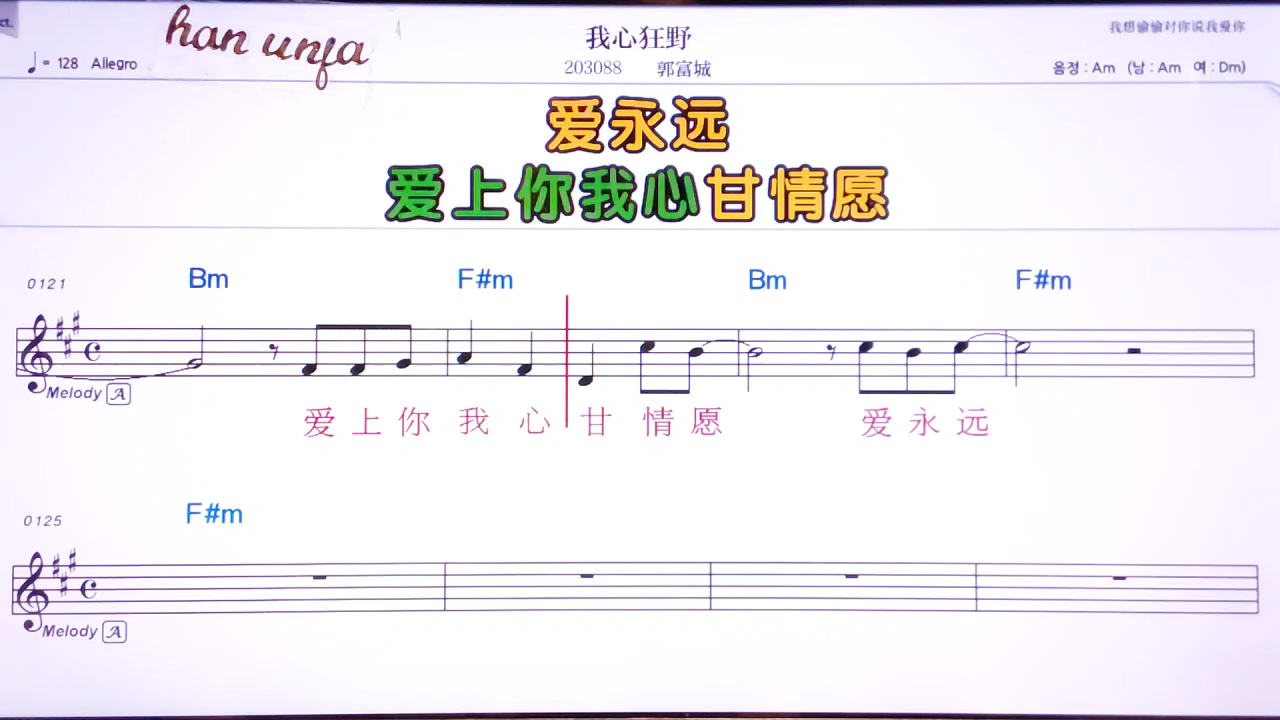 ct.
han unfa
我心狂野
我想偷偷对你说我爱你
♩= 128 Allegro
203088 郭富城
음정 : Am (남 : Am 여 : Dm)
爱永远
爱上你我心甘情愿
0121 Bm F#m Bm F#m
Melody A
爱上你 我 心 甘 情愿 爱永远
0125 F#m
Melody A